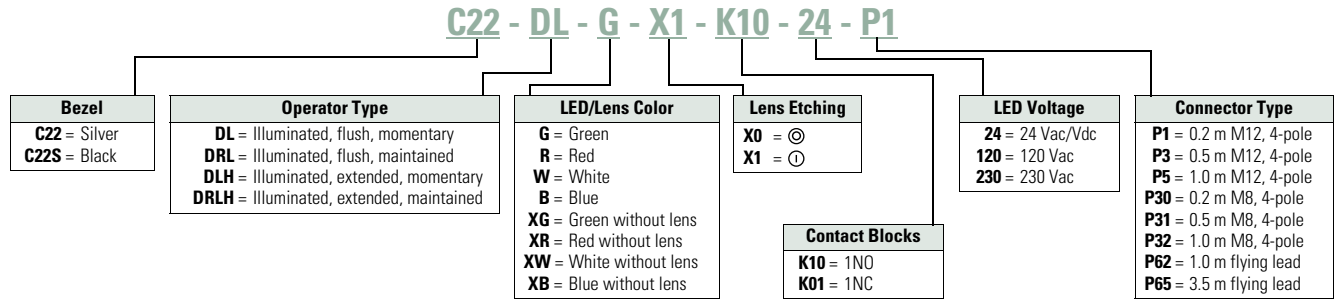 C22 - DL - G - X1 - K10 - 24 - P1
Bezel
C22 = Silver
C22S = Black
Operator Type
DL = Illuminated, flush, momentary
DRL = Illuminated, flush, maintained
DLH = Illuminated, extended, momentary
DRLH = Illuminated, extended, maintained
LED/Lens Color
G = Green
R = Red
W = White
B = Blue
XG = Green without lens
XR = Red without lens
XW = White without lens
XB = Blue without lens
Lens Etching
X0 =
X1 =
Contact Blocks
K10 = 1NO
K01 = 1NC
LED Voltage
24 = 24 Vac/Vdc
120 = 120 Vac
230 = 230 Vac
Connector Type
P1 = 0.2 m M12, 4-pole
P3 = 0.5 m M12, 4-pole
P5 = 1.0 m M12, 4-pole
P30 = 0.2 m M8, 4-pole
P31 = 0.5 m M8, 4-pole
P32 = 1.0 m M8, 4-pole
P62 = 1.0 m flying lead
P65 = 3.5 m flying lead